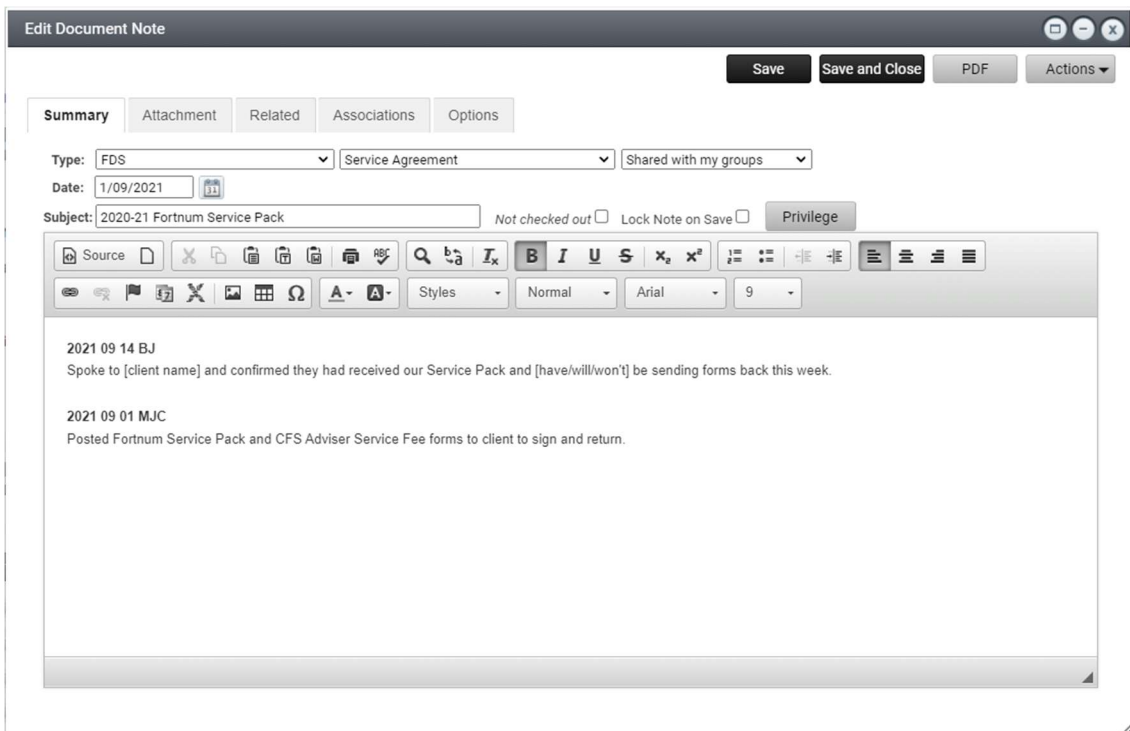 Edit Document Note
Save Save and Close PDF Actions
Summary Attachment Related Associations Options
Type: FDS Service Agreement Shared with my groups
Date: 1/09/2021
Subject: 2020-21 Fortnum Service Pack Not checked out Lock Note on Save Privilege
Source
Styles Normal Arial 9
2021 09 14 BJ
Spoke to [client name] and confirmed they had received our Service Pack and [have/will/won't] be sending forms back this week.
2021 09 01 MJC
Posted Fortnum Service Pack and CFS Adviser Service Fee forms to client to sign and return.